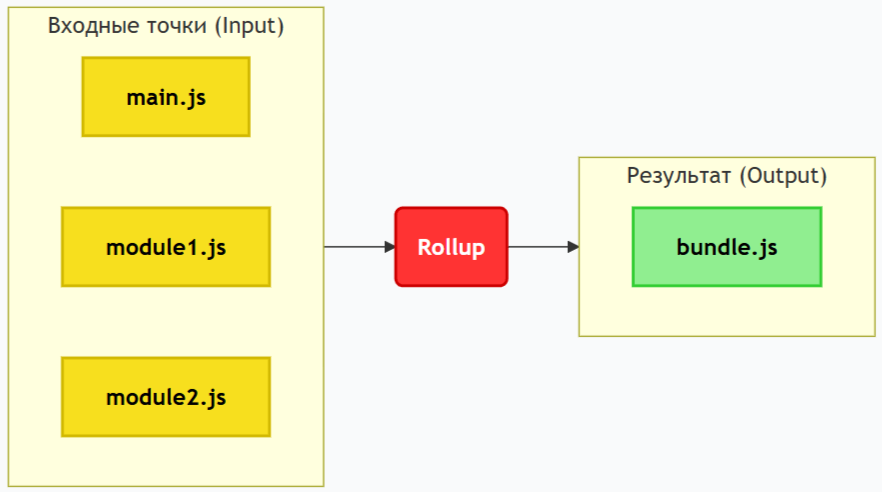 Входные точки (Input)
main.js
module1.js
module2.js
Rollup
Результат (Output)
bundle.js